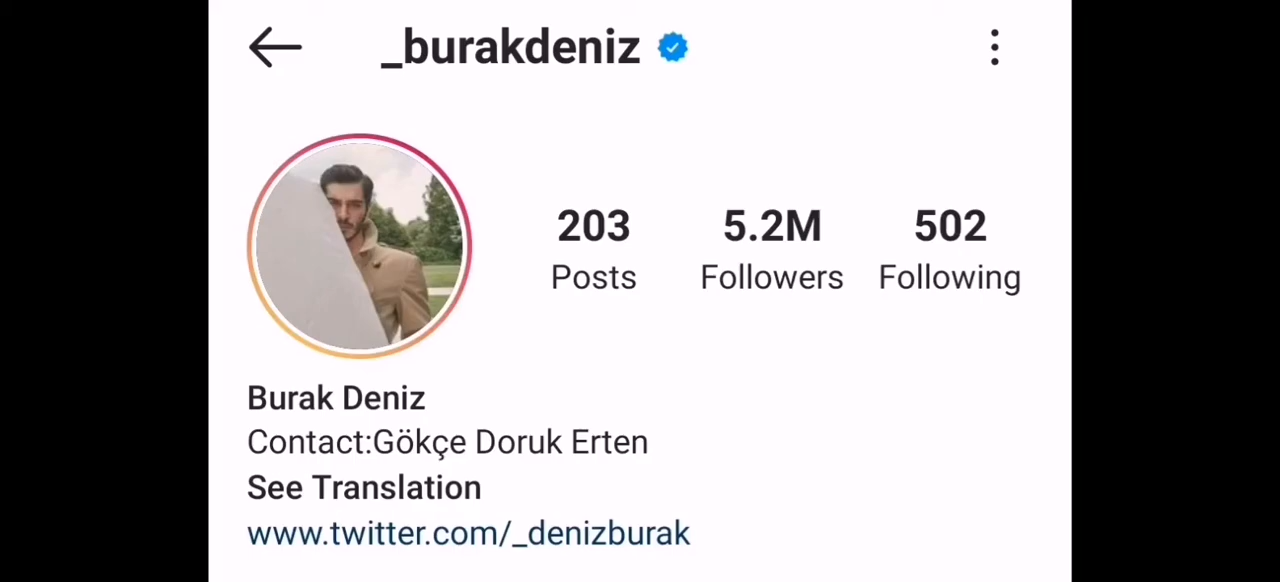 _burakdeniz
203 5.2M 502
Posts Followers Following
Burak Deniz
Contact:Gökçe Doruk Erten
See Translation
www.twitter.com/_denizburak